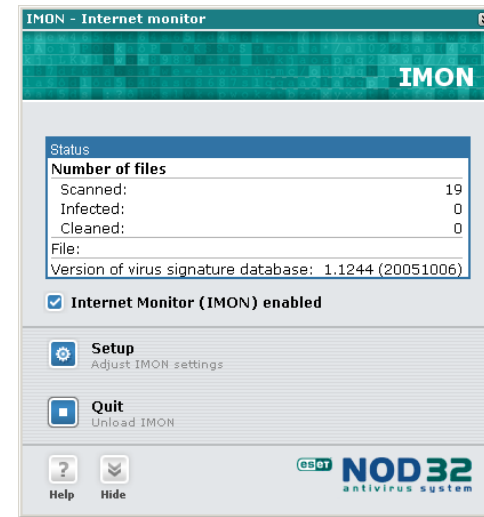 IMON - Internet monitor
IMON
Status
Number of files
Scanned: 19
Infected: 0
Cleaned: 0
File:
Version of virus signature database: 1.1244 (20051006)
Internet Monitor (IMON) enabled
Setup
Adjust IMON settings
Quit
Unload IMON
? 
Help Hide
eset NOD32
antivirus system